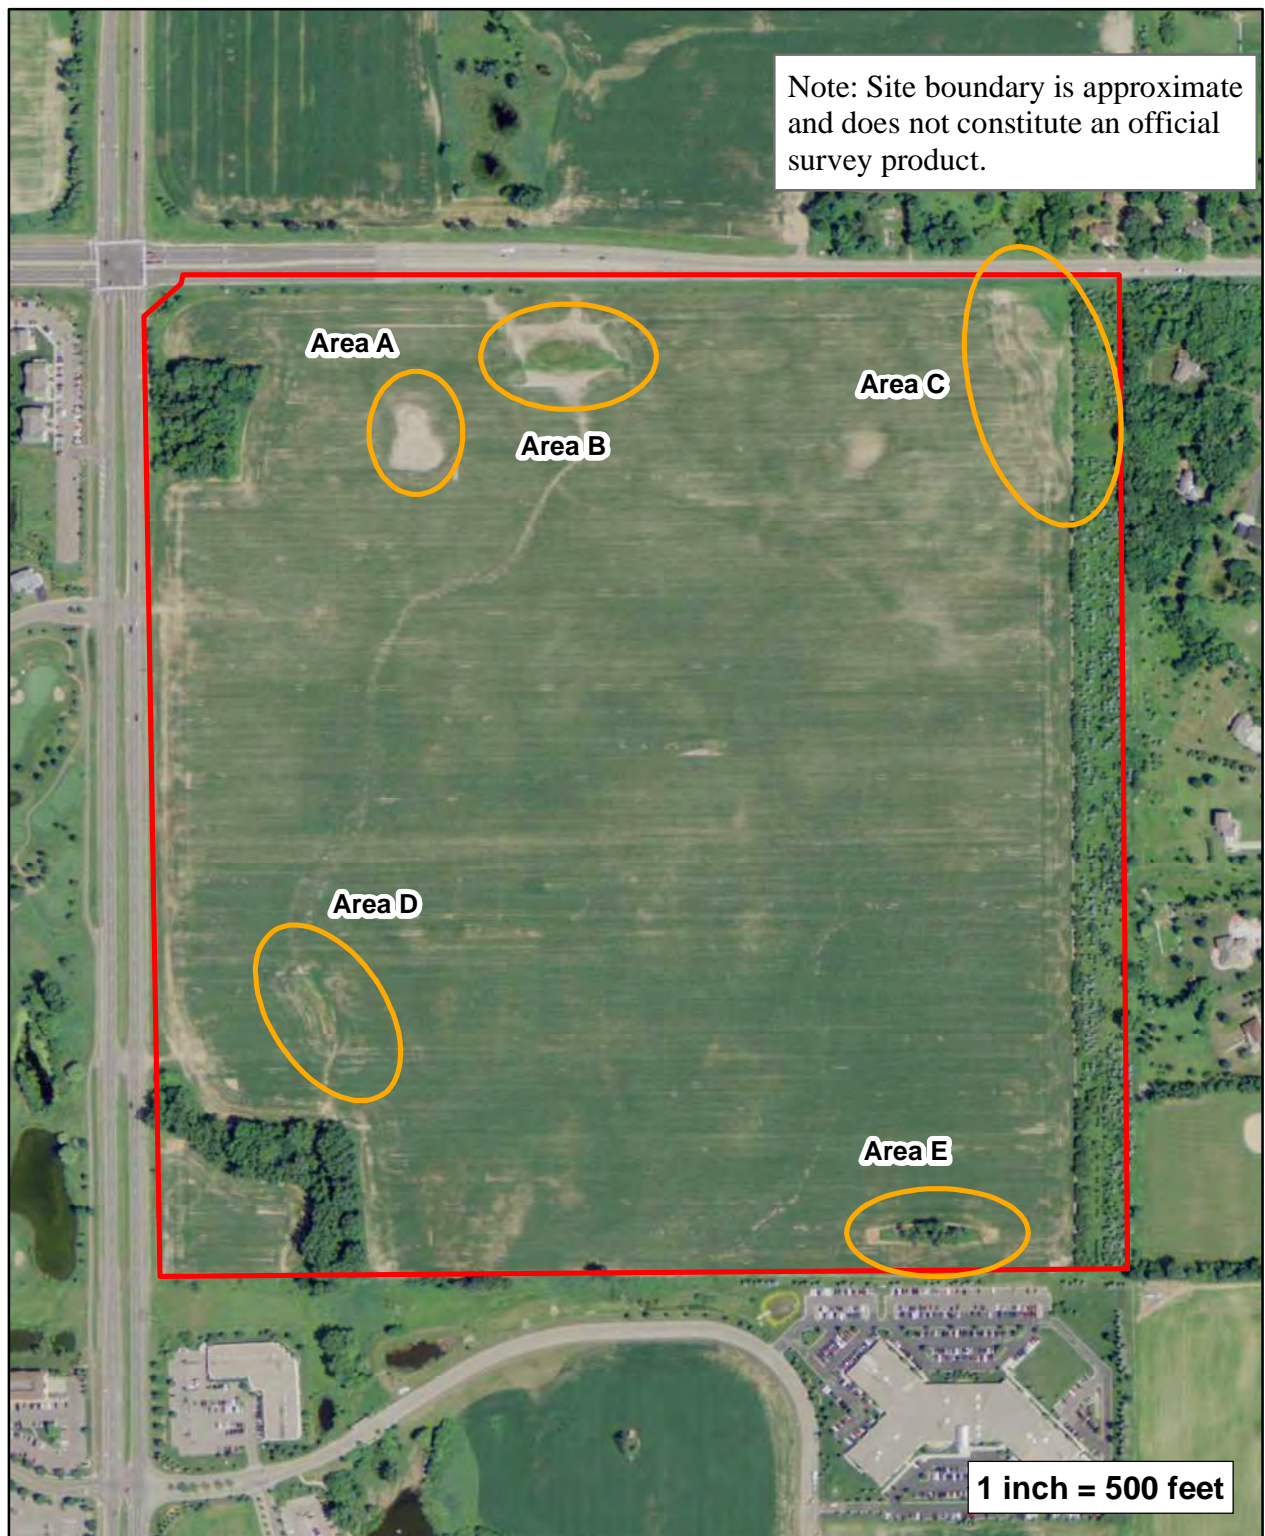 Note: Site boundary is approximate
and does not constitute an official
survey product.
Area A
Area C
Area B
Area D
Area E
1 inch = 500 feet